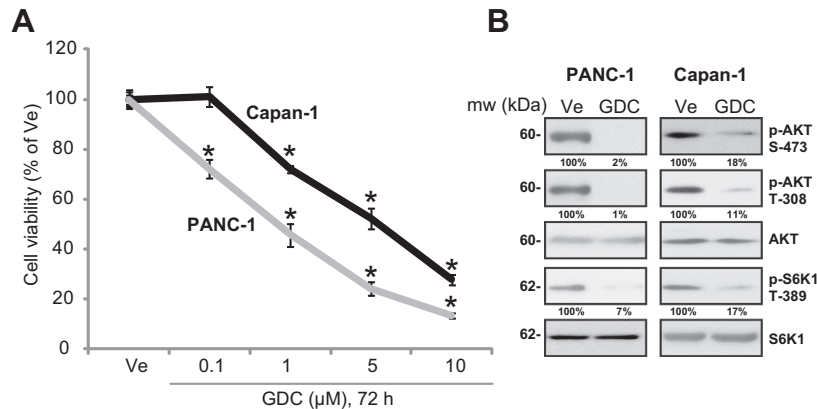 A
Cell viability (% of Ve)
120
100
80
60
40
20
0
Capan-1
PANC-1
*
*
*
*
*
*
*
Ve 0.1 1 5 10
GDC (µM), 72 h
B
PANC-1 Capan-1
mw (kDa) Ve GDC Ve GDC
60- p-AKT
S-473
100% 2% 100% 18%
60- p-AKT
T-308
100% 1% 100% 11%
60- AKT
62- p-S6K1
T-389
100% 7% 100% 17%
62- S6K1